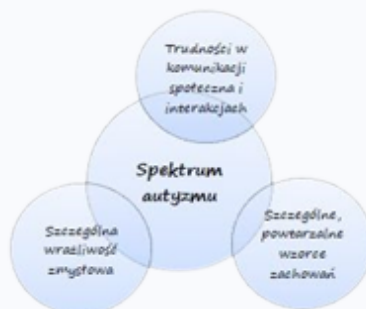 Trudności w
komunikacji
społeczna i
interakcjach
Spektrum
autyzmu
Szczególna
wrażliwość
zmysłowa
Szczególne,
powtarzalne
wzorce
zachowań